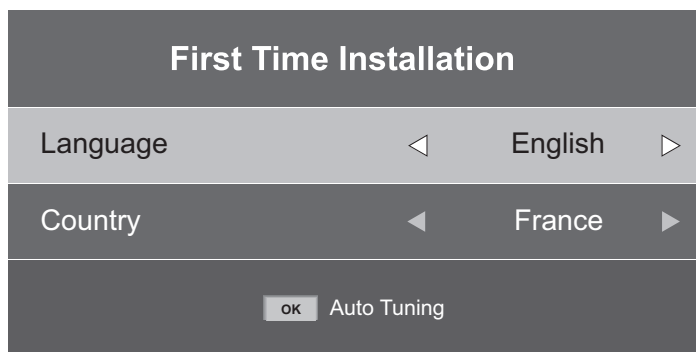 First Time Installation
Language English
Country France
OK Auto Tuning